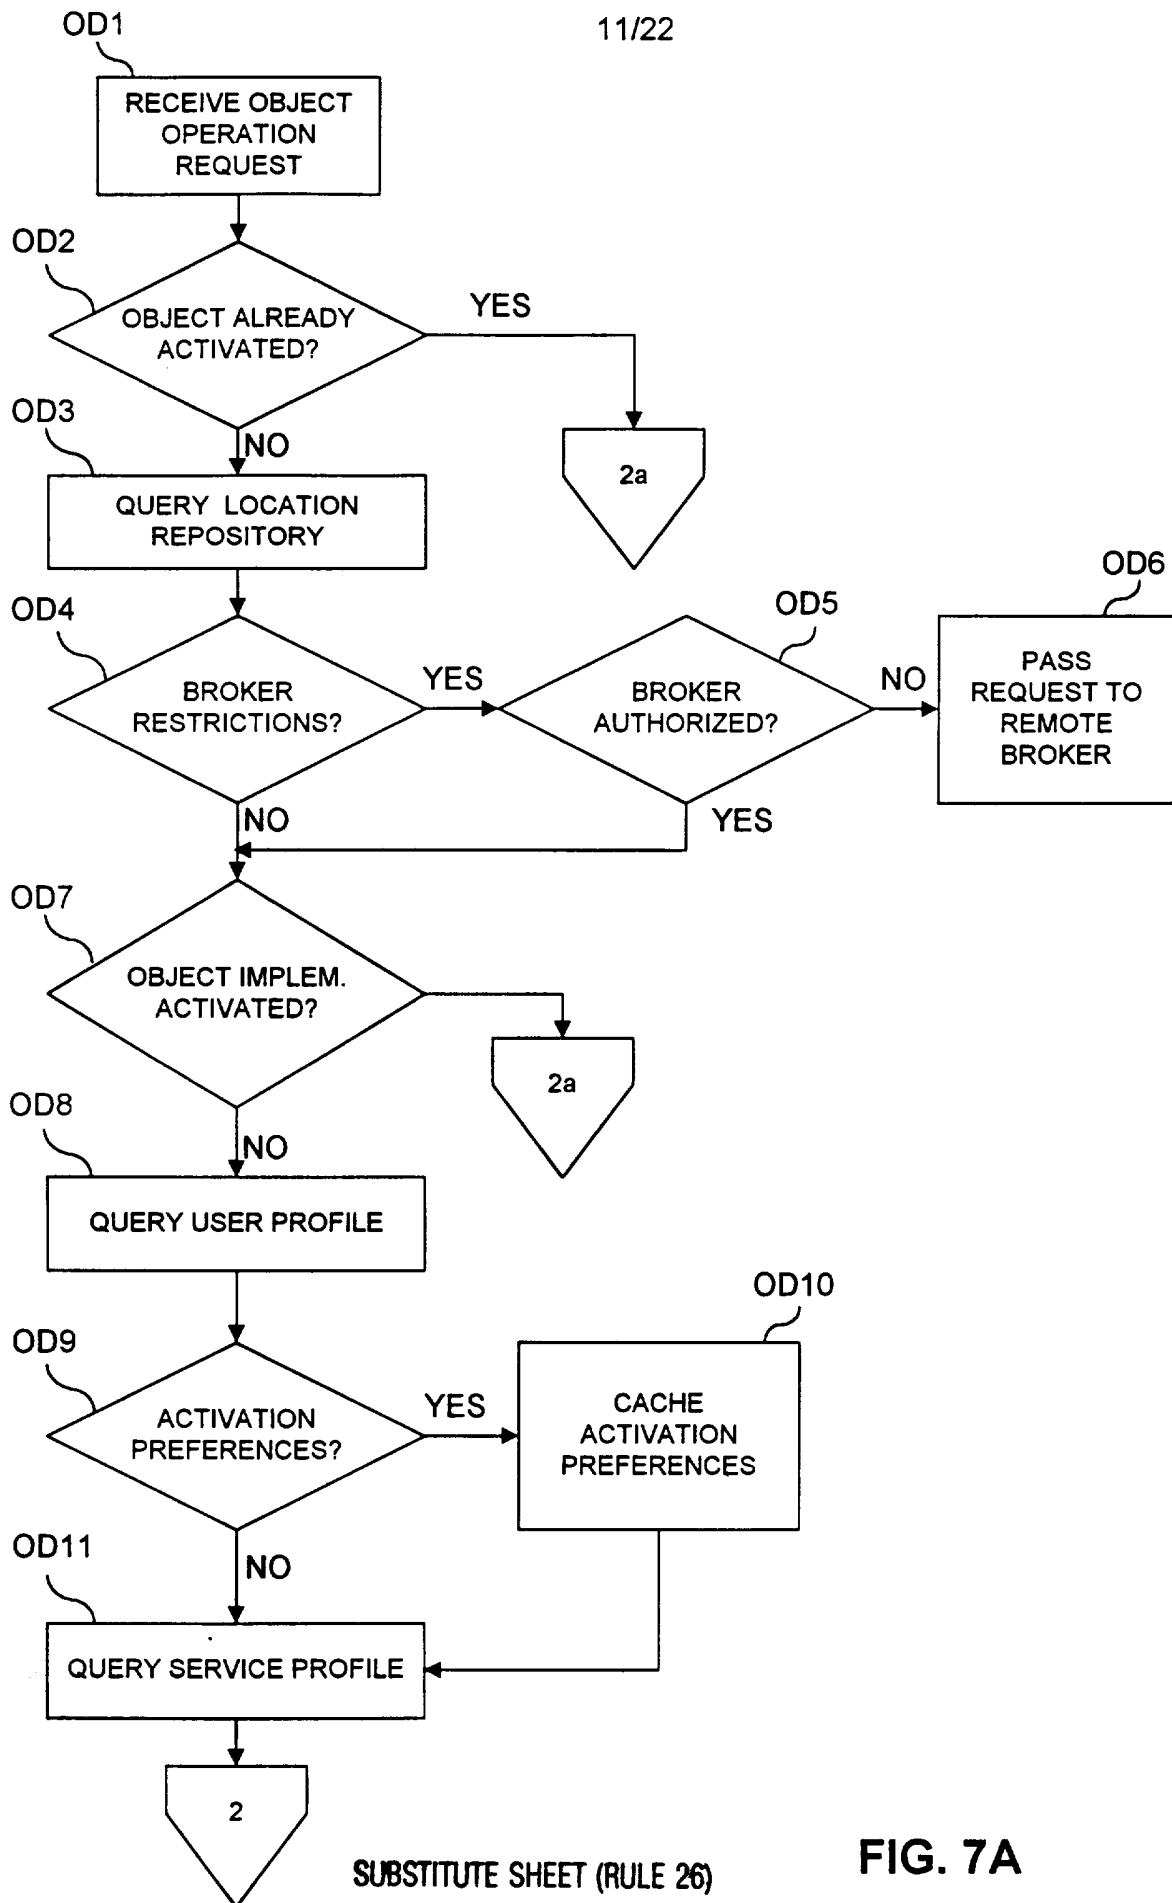 OD1
11/22
RECEIVE OBJECT
OPERATION
REQUEST
OD2
OBJECT ALREADY
ACTIVATED?
YES
2a
NO
OD3
QUERY LOCATION
REPOSITORY
OD4
BROKER
RESTRICTIONS?
YES
OD5
BROKER
AUTHORIZED?
NO
OD6
PASS
REQUEST TO
REMOTE
BROKER
NO
YES
OD7
OBJECT IMPLEM.
ACTIVATED?
2a
NO
OD8
QUERY USER PROFILE
OD9
ACTIVATION
PREFERENCES?
YES
OD10
CACHE
ACTIVATION
PREFERENCES
NO
OD11
QUERY SERVICE PROFILE
2
SUBSTITUTE SHEET (RULE 26)
FIG. 7A